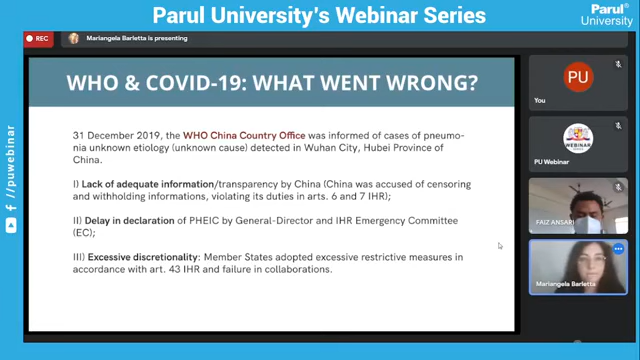 Parul University's Webinar Series
Parul®
University
REC
Mariangela Barletta is presenting
WHO & COVID-19: WHAT WENT WRONG?
31 December 2019, the WHO China Country Office was informed of cases of pneumo-
nia unknown etiology (unknown cause) detected in Wuhan City, Hubei Province of
China.
I) Lack of adequate information/transparency by China (China was accused of censoring
and withholding informations, violating its duties in arts. 6 and 7 IHR);
II) Delay in declaration of PHEIC by General-Director and IHR Emergency Committee
(EC);
III) Excessive discretionality: Member States adopted excessive restrictive measures in
accordance with art. 43 IHR and failure in collaborations.
PU
You
WEBINAR
PU Webinar
FAIZ ANSARI
Mariangela Barletta
//puwebinar